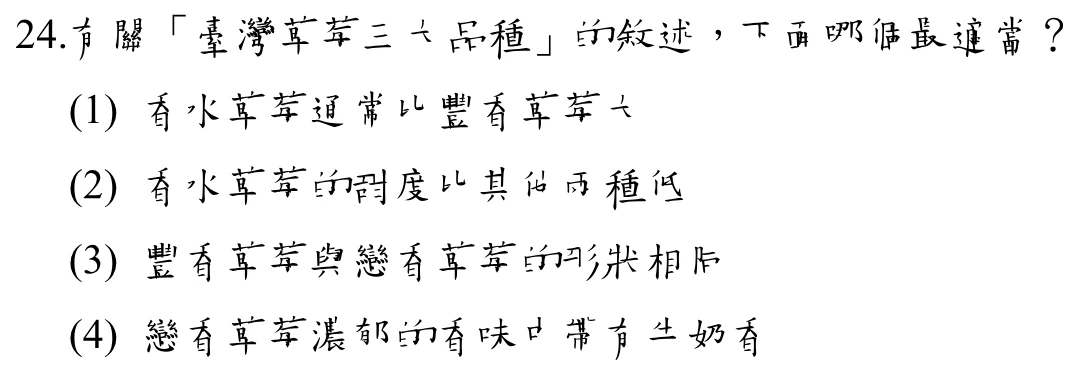 24.有關「臺灣草莓三大品種」的敘述,下面哪個最適當?
(1) 香水草莓通常比豐香草莓大
(2) 香水草莓的甜度比其他兩種低
(3) 豐香草莓與戀香草莓的形狀相同
(4) 戀香草莓濃郁的香味中帶有牛奶香